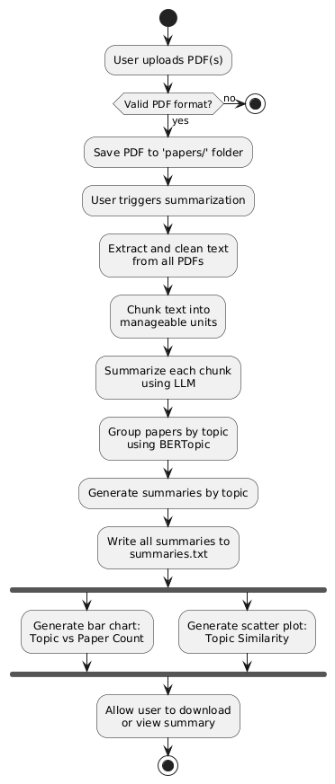 User uploads PDF(s)
Valid PDF format?
no
yes
Save PDF to 'papers/' folder
User triggers summarization
Extract and clean text
from all PDFs
Chunk text into
manageable units
Summarize each chunk
using LLM
Group papers by topic
using BERTopic
Generate summaries by topic
Write all summaries to
summaries.txt
Generate bar chart:
Topic vs Paper Count
Generate scatter plot:
Topic Similarity
Allow user to download
or view summary